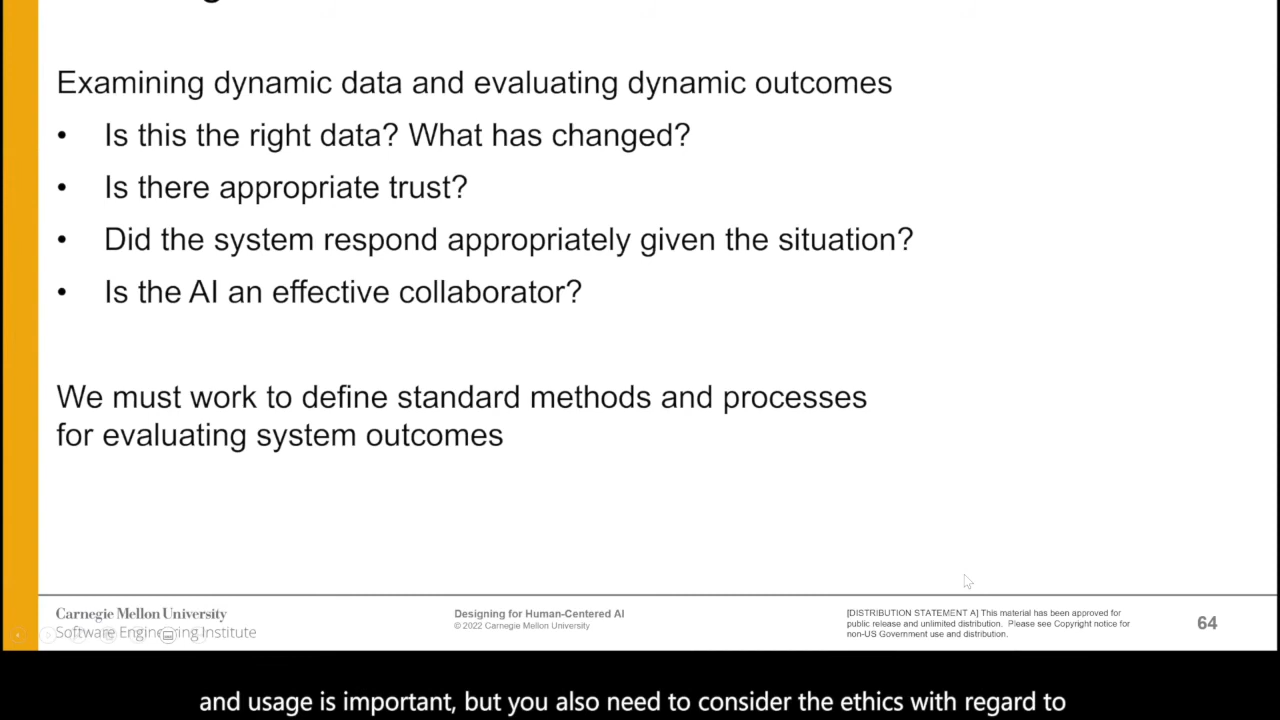 Examining dynamic data and evaluating dynamic outcomes
• Is this the right data? What has changed?
• Is there appropriate trust?
• Did the system respond appropriately given the situation?
• Is the AI an effective collaborator?
We must work to define standard methods and processes
for evaluating system outcomes
Carnegie Mellon University
Software Engineering Institute
Designing for Human-Centered AI
© 2022 Carnegie Mellon University
[DISTRIBUTION STATEMENT A] This material has been approved for
public release and unlimited distribution. Please see Copyright notice for
non-US Government use and distribution.
64
and usage is important, but you also need to consider the ethics with regard to